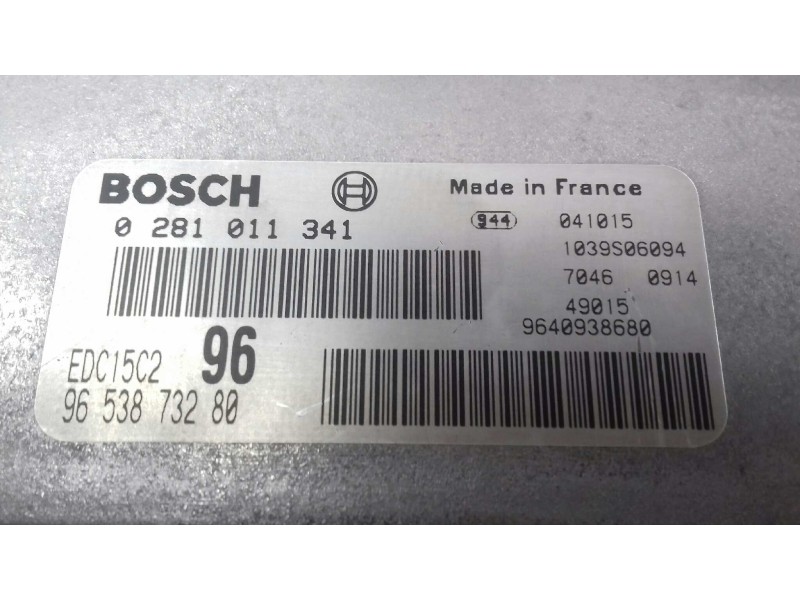 BOSCH
Made in France
0 281 011 341
944 041015
1039S06094
7046 0914
49015
9640938680
EDC15C2 96
96 538 732 80